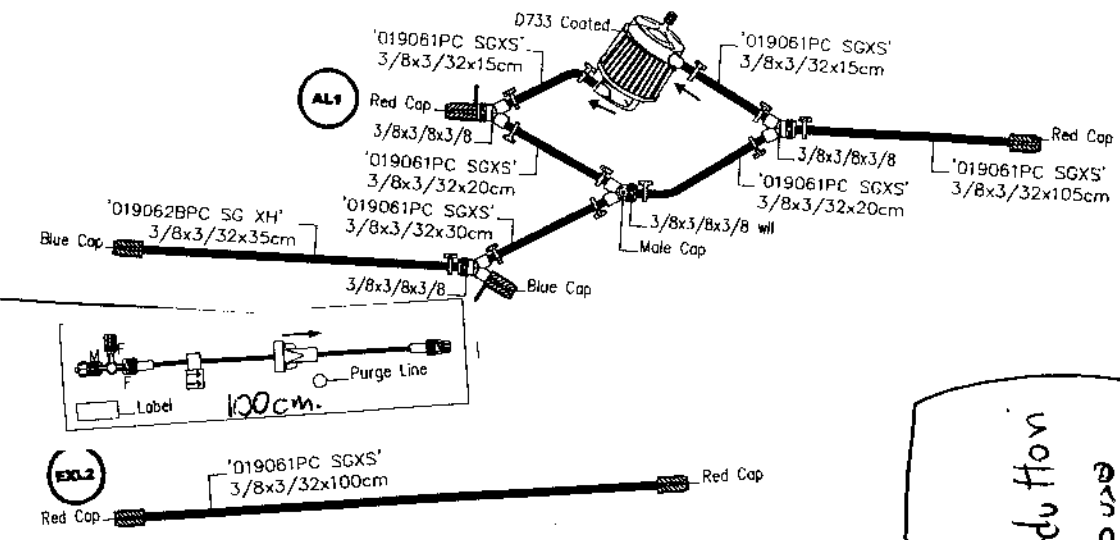 D733 Coated
'019061PC SGXS'
3/8x3/32x15cm
'019061PC SGXS'
3/8x3/32x15cm
AL1
Red Cap
3/8x3/8x3/8
Red Cap
3/8x3/8x3/8
'019061PC SGXS'
3/8x3/32x20cm
'019061PC SGXS'
3/8x3/32x20cm
'019061PC SGXS'
3/8x3/32x105cm
'019062BPC SG XH'
3/8x3/32x35cm
'019061PC SGXS'
3/8x3/32x30cm
3/8x3/8x3/8 wll
Male Cap
Blue Cap
3/8x3/8x3/8
Blue Cap
M
F
F
Purge Line
Label
100cm.
EXL2
'019061PC SGXS'
3/8x3/32x100cm
Red Cap
Red Cap